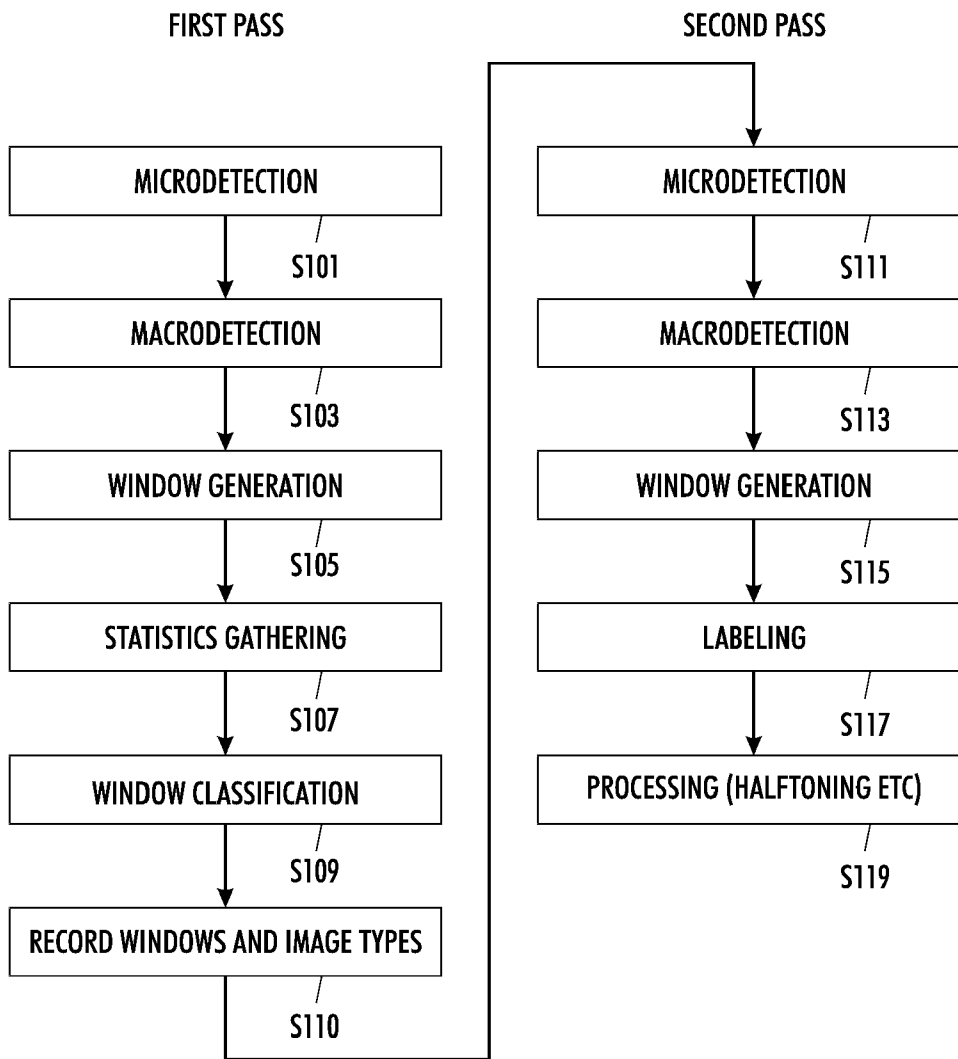 FIRST PASS
MICRODETECTION
S101
MACRODETECTION
S103
WINDOW GENERATION
S105
STATISTICS GATHERING
S107
WINDOW CLASSIFICATION
S109
RECORD WINDOWS AND IMAGE TYPES
S110
SECOND PASS
MICRODETECTION
S111
MACRODETECTION
S113
WINDOW GENERATION
S115
LABELING
S117
PROCESSING (HALFTONING ETC)
S119